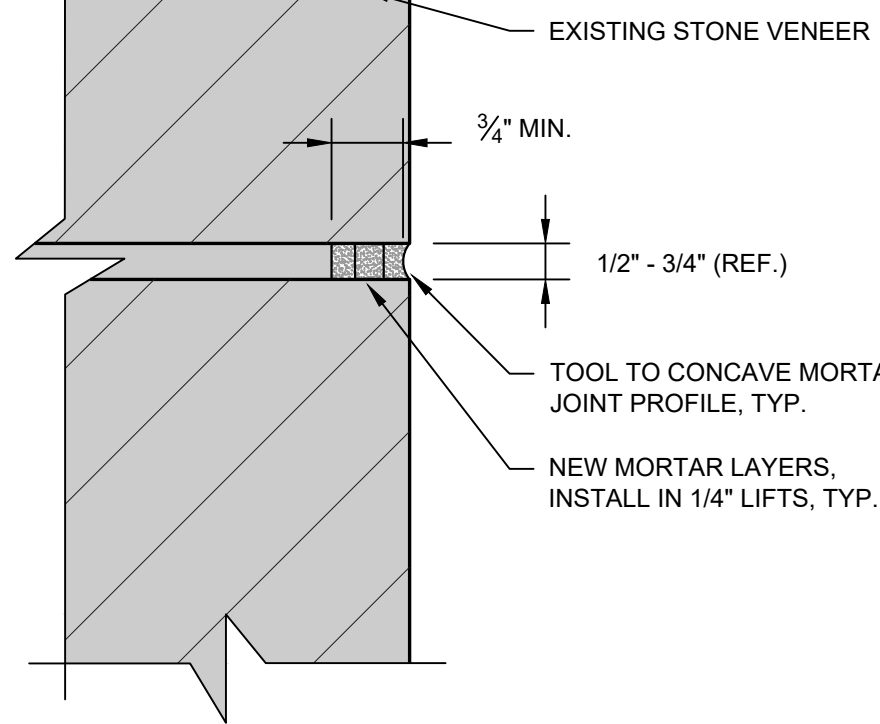 EXISTING STONE VENEER
3/4" MIN.
1/2" - 3/4" (REF.)
TOOL TO CONCAVE MORTA
JOINT PROFILE, TYP.
NEW MORTAR LAYERS,
INSTALL IN 1/4" LIFTS, TYP.